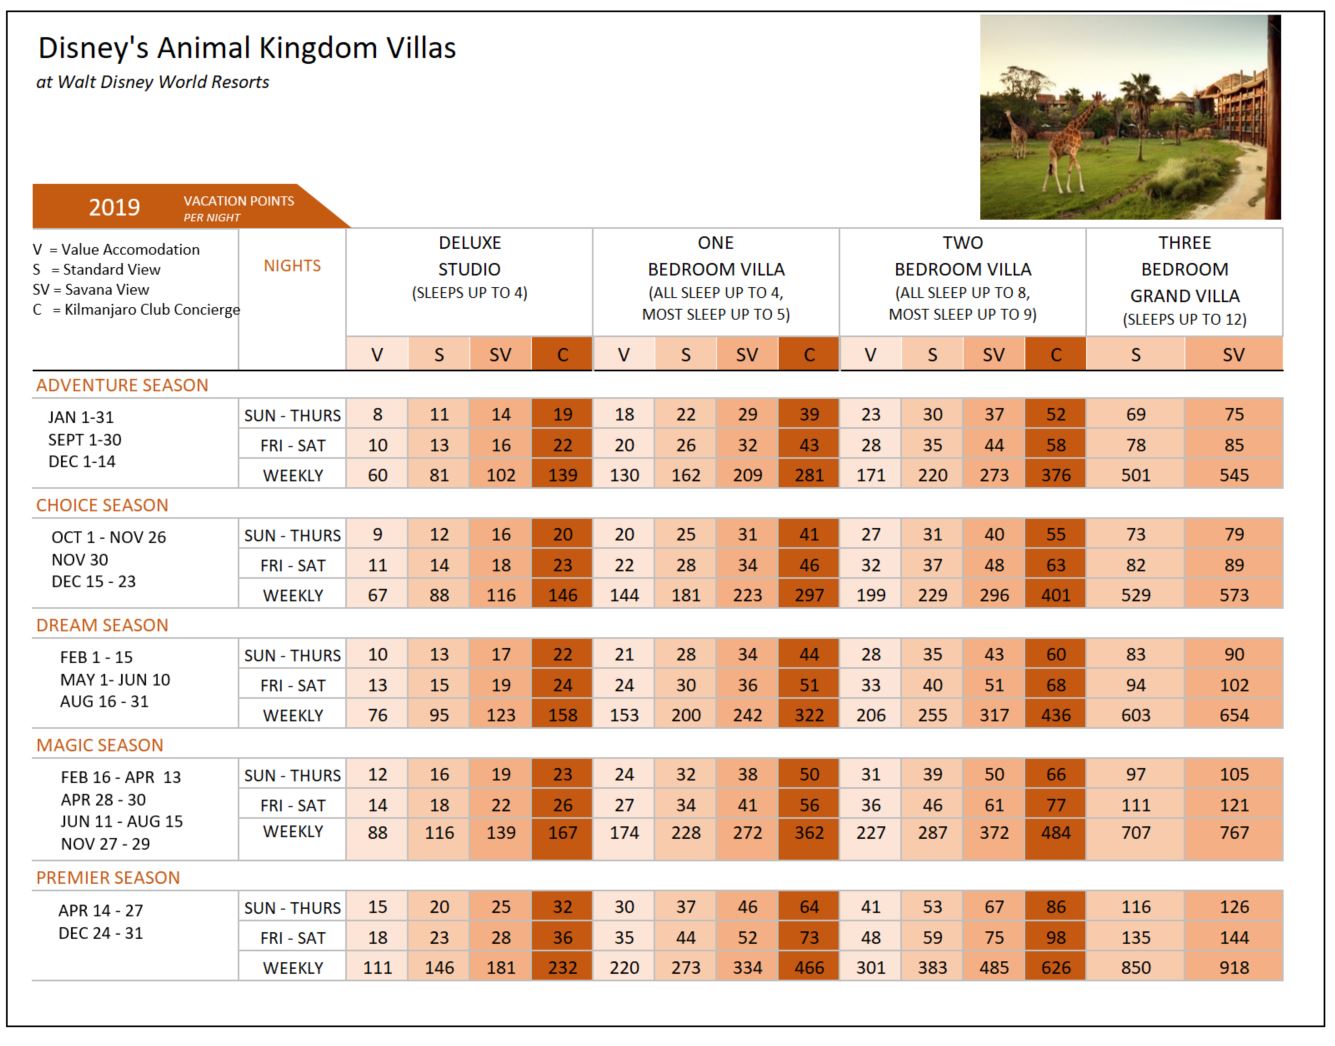 Disney's Animal Kingdom Villas
at Walt Disney World Resorts
2019 VACATION POINTS
PER NIGHT
V = Value Accomodation
S = Standard View
SV = Savana View
C = Kilmanjaro Club Concierge
NIGHTS
DELUXE
STUDIO
(SLEEPS UP TO 4)
ONE
BEDROOM VILLA
(ALL SLEEP UP TO 4,
MOST SLEEP UP TO 5)
TWO
BEDROOM VILLA
(ALL SLEEP UP TO 8,
MOST SLEEP UP TO 9)
THREE
BEDROOM
GRAND VILLA
(SLEEPS UP TO 12)
V S SV C V S SV C V S SV C S SV
ADVENTURE SEASON
JAN 1-31
SEPT 1-30
DEC 1-14
SUN - THURS 8 11 14 19 18 22 29 39 23 30 37 52 69 75
FRI - SAT 10 13 16 22 20 26 32 43 28 35 44 58 78 85
WEEKLY 60 81 102 139 130 162 209 281 171 220 273 376 501 545
CHOICE SEASON
OCT 1 - NOV 26
NOV 30
DEC 15 - 23
SUN - THURS 9 12 16 20 20 25 31 41 27 31 40 55 73 79
FRI - SAT 11 14 18 23 22 28 34 46 32 37 48 63 82 89
WEEKLY 67 88 116 146 144 181 223 297 199 229 296 401 529 573
DREAM SEASON
FEB 1 - 15
MAY 1- JUN 10
AUG 16 - 31
SUN - THURS 10 13 17 22 21 28 34 44 28 35 43 60 83 90
FRI - SAT 13 15 19 24 24 30 36 51 33 40 51 68 94 102
WEEKLY 76 95 123 158 153 200 242 322 206 255 317 436 603 654
MAGIC SEASON
FEB 16 - APR 13
APR 28 - 30
JUN 11 - AUG 15
NOV 27 - 29
SUN - THURS 12 16 19 23 24 32 38 50 31 39 50 66 97 105
FRI - SAT 14 18 22 26 27 34 41 56 36 46 61 77 111 121
WEEKLY 88 116 139 167 174 228 272 362 227 287 372 484 707 767
PREMIER SEASON
APR 14 - 27
DEC 24 - 31
SUN - THURS 15 20 25 32 30 37 46 64 41 53 67 86 116 126
FRI - SAT 18 23 28 36 35 44 52 73 48 59 75 98 135 144
WEEKLY 111 146 181 232 220 273 334 466 301 383 485 626 850 918